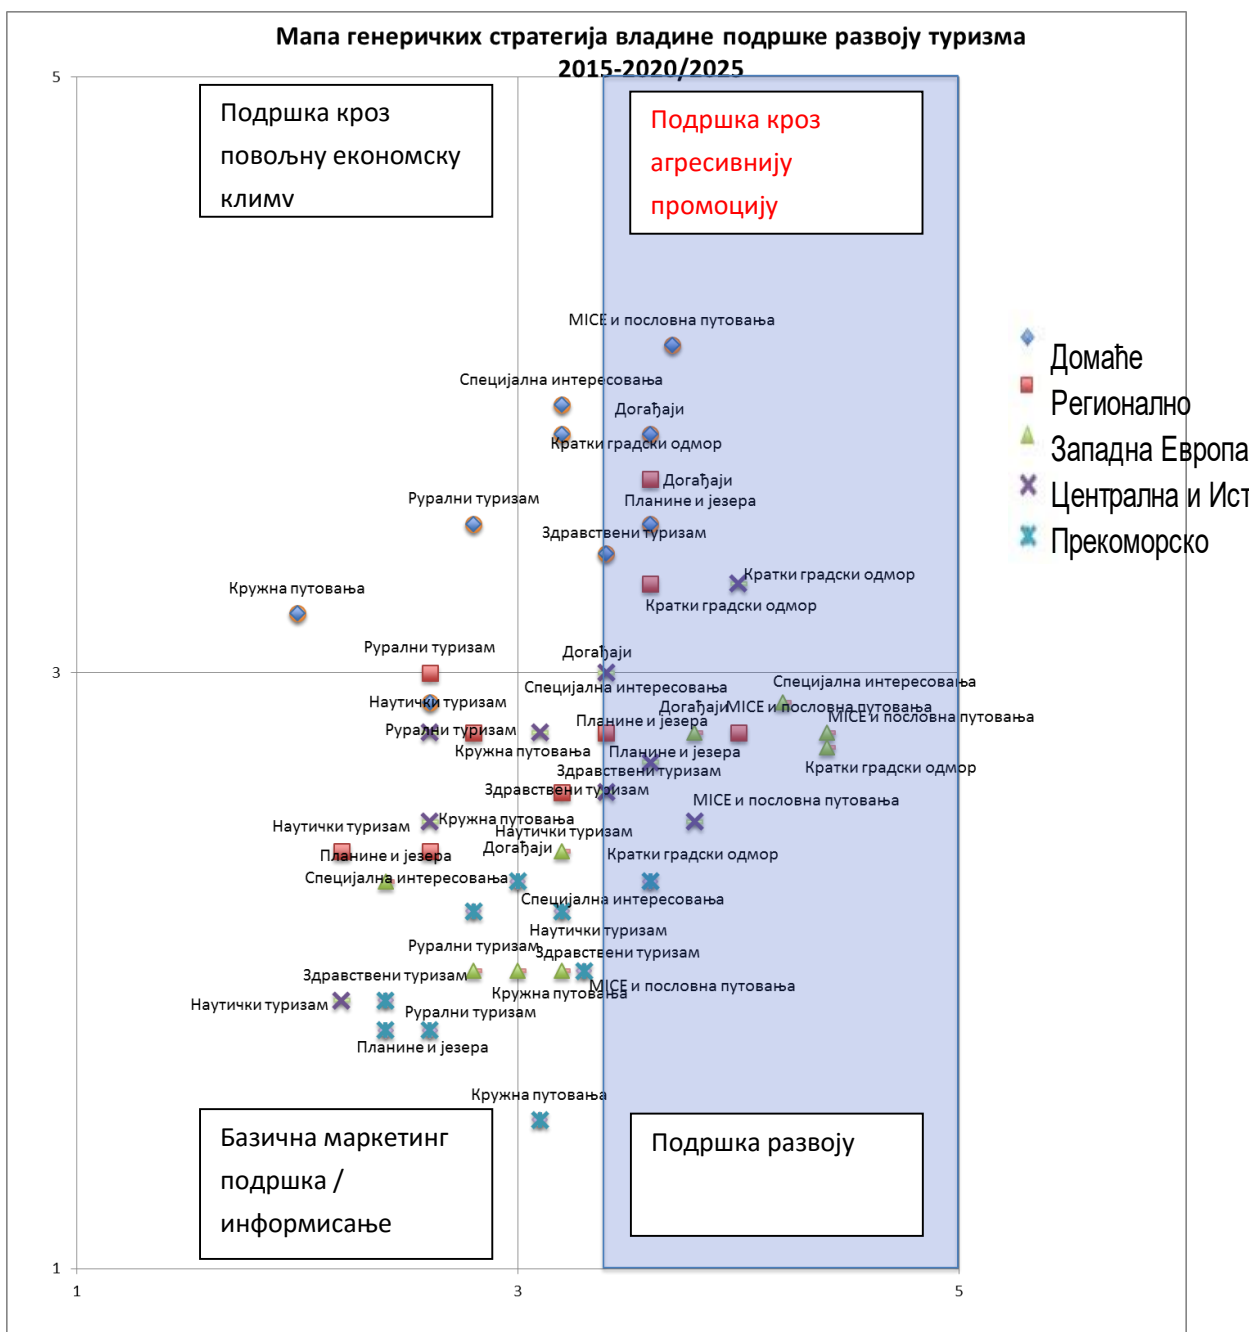 Мапа генеричких стратегија владине подршке развоју туризма
2015-2020/2025
5
Подршка кроз
повољну економску
климу
Подршка кроз
агресивнију
промоцију
MICE и пословна путовања
Специјална интересовања
Догађаји
Кратки градски одмор
Догађаји
Рурални туризам
Планине и језера
Здравствени туризам
Кратки градски одмор
Кружна путовања
Кратки градски одмор
Домаће
Регионално
Западна Европа
Централна и Ист
Прекоморско
Рурални туризам
Догађаји
3
Специјална интересовања
Специјална интересовања
Наутички туризам
Догађаји
MICE и пословна путовања
MICE и пословна путовања
Планине и језера
Рурални туризам
Кружна путовања
Планине и језера
Кратки градски одмор
Здравствени туризам
Здравствени туризам
MICE и пословна путовања
Кружна путовања
Наутички туризам
Наутички туризам
Догађаји
Планине и језера
Кратки градски одмор
Специјална интересовања
Специјална интересовања
Наутички туризам
Рурални туризам
Здравствени туризам
Здравствени туризам
MICE и пословна путовања
Кружна путовања
Наутички туризам
Рурални туризам
Планине и језера
Кружна путовања
Базична маркетинг
подршка /
информисање
Подршка развоју
1
1
3
5